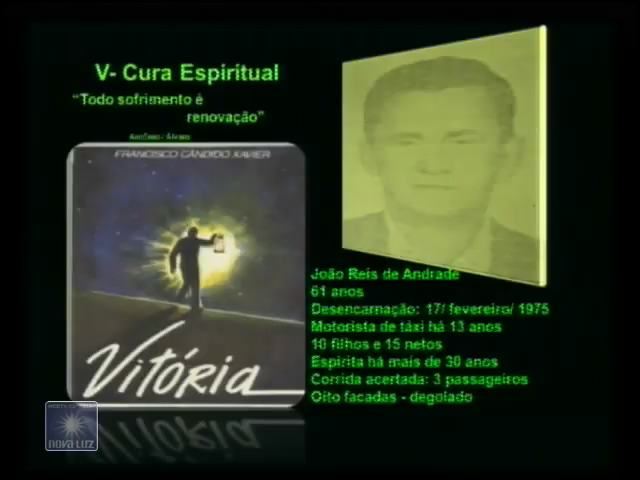 V- Cura Espiritual
“Todo sofrimento é
renovação”
FRANCISCO CÂNDIDO XAVIER
Vitória
João Reis de Andrade
61 anos
Desencarnação: 17/ fevereiro/ 1975
Motorista de táxi há 13 anos
10 filhos e 15 netos
Espírita há mais de 30 anos
Corrida acertada: 3 passageiros
Oito facadas - degolado
NOVA LUZ